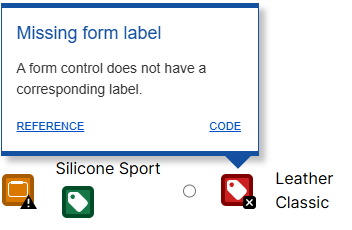 Missing form label
A form control does not have a
corresponding label.
REFERENCE CODE
Silicone Sport
Leather
Classic